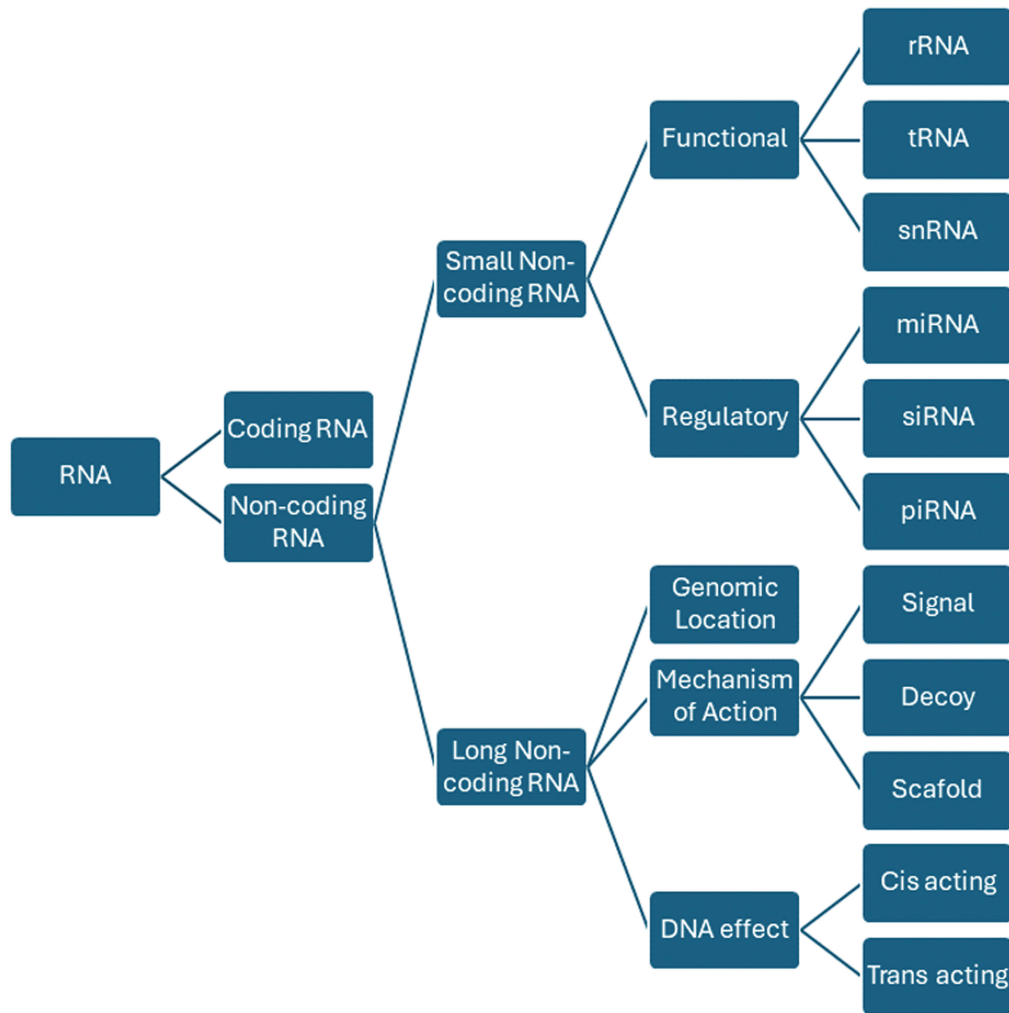 RNA
Coding RNA
Non-coding
RNA
Small Non-
coding RNA
Long Non-
coding RNA
Functional
Regulatory
Genomic
Location
Mechanism
of Action
DNA effect
rRNA
tRNA
snRNA
miRNA
siRNA
piRNA
Signal
Decoy
Scafold
Cis acting
Trans acting